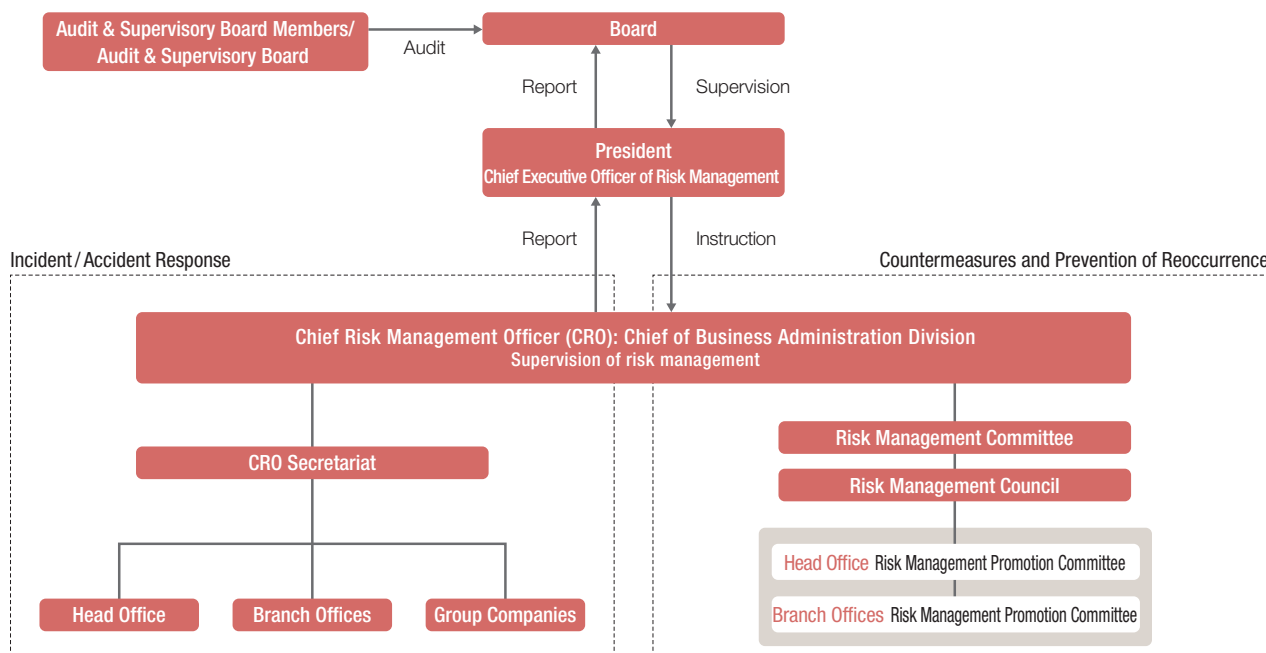 Audit & Supervisory Board Members/
Audit & Supervisory Board
Audit
Board
Report
Supervision
President
Chief Executive Officer of Risk Management
Report
Instruction
Incident / Accident Response
Countermeasures and Prevention of Reoccurrence
Chief Risk Management Officer (CRO): Chief of Business Administration Division
Supervision of risk management
CRO Secretariat
Head Office
Branch Offices
Group Companies
Risk Management Committee
Risk Management Council
Head Office Risk Management Promotion Committee
Branch Offices Risk Management Promotion Committee